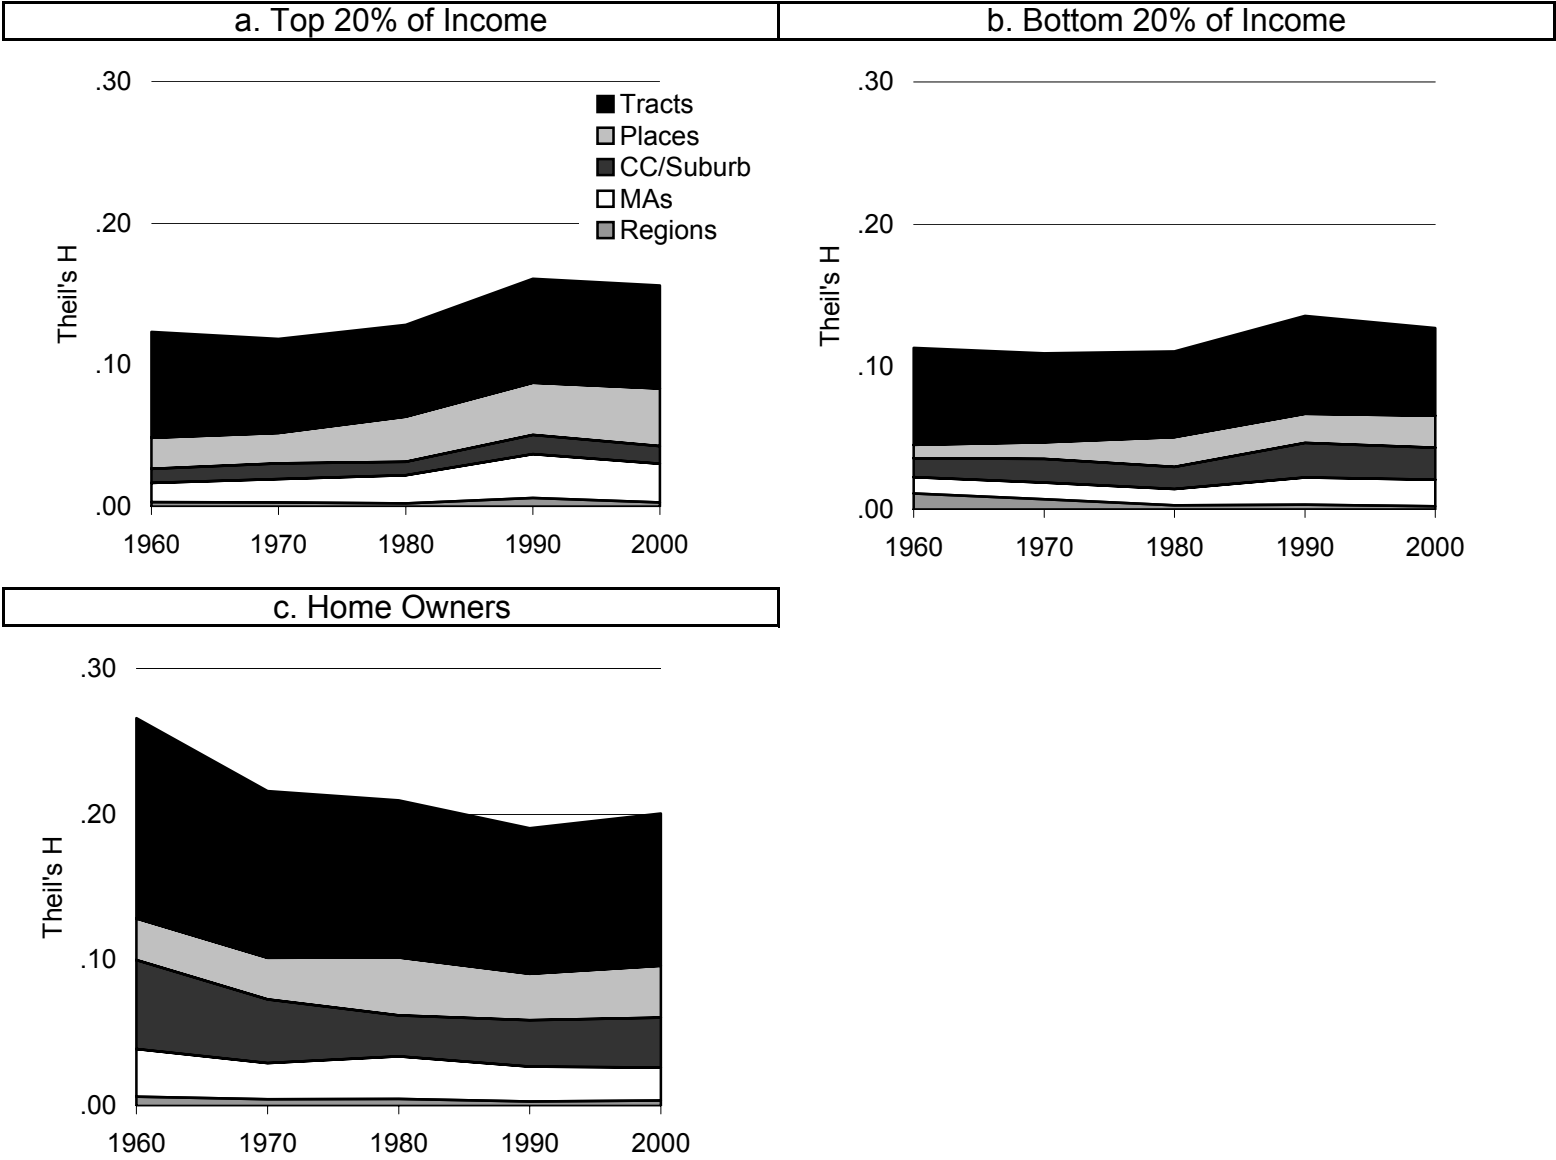 a. Top 20% of Income
b. Bottom 20% of Income
.30
.20
.10
.00
Theil's H
Tracts
Places
CC/Suburb
MAs
Regions
1960 1970 1980 1990 2000
.30
.20
.10
.00
Theil's H
1960 1970 1980 1990 2000
c. Home Owners
.30
.20
.10
.00
Theil's H
1960 1970 1980 1990 2000